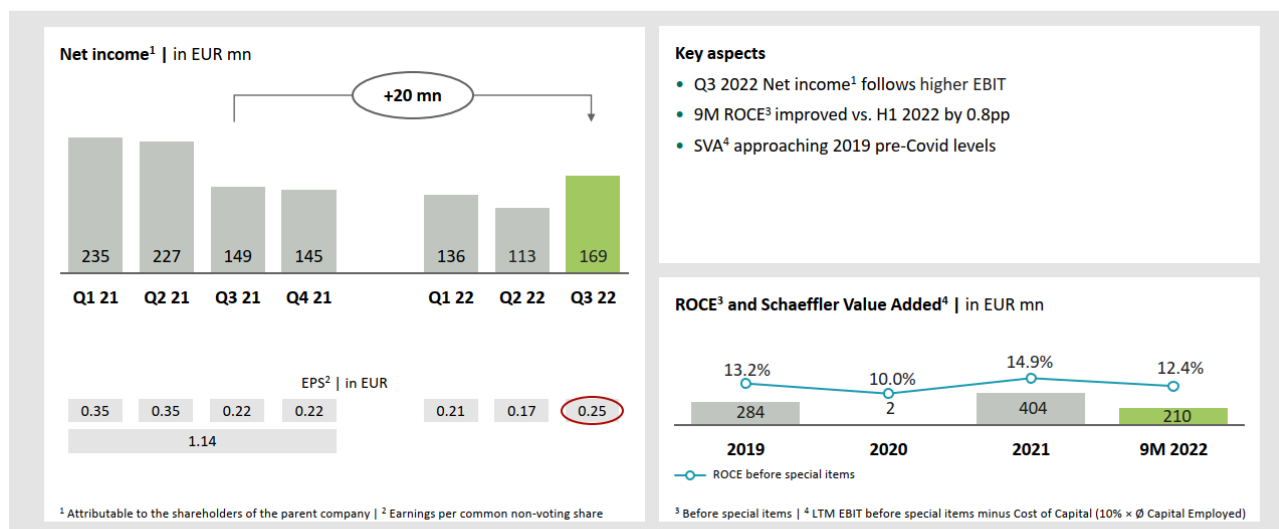 Net income¹ | in EUR mn
+20 mn
235 227 149 145 136 113 169
Q1 21 Q2 21 Q3 21 Q4 21 Q1 22 Q2 22 Q3 22
EPS² | in EUR
0.35 0.35 0.22 0.22 0.21 0.17 0.25
1.14
¹ Attributable to the shareholders of the parent company | ² Earnings per common non-voting share
Key aspects
• Q3 2022 Net income¹ follows higher EBIT
• 9M ROCE³ improved vs. H1 2022 by 0.8pp
• SVA⁴ approaching 2019 pre-Covid levels
ROCE³ and Schaeffler Value Added⁴ | in EUR mn
13.2% 10.0% 14.9% 12.4%
284 2 404 210
2019 2020 2021 9M 2022
ROCE before special items
³ Before special items | ⁴ LTM EBIT before special items minus Cost of Capital (10% × Ø Capital Employed)